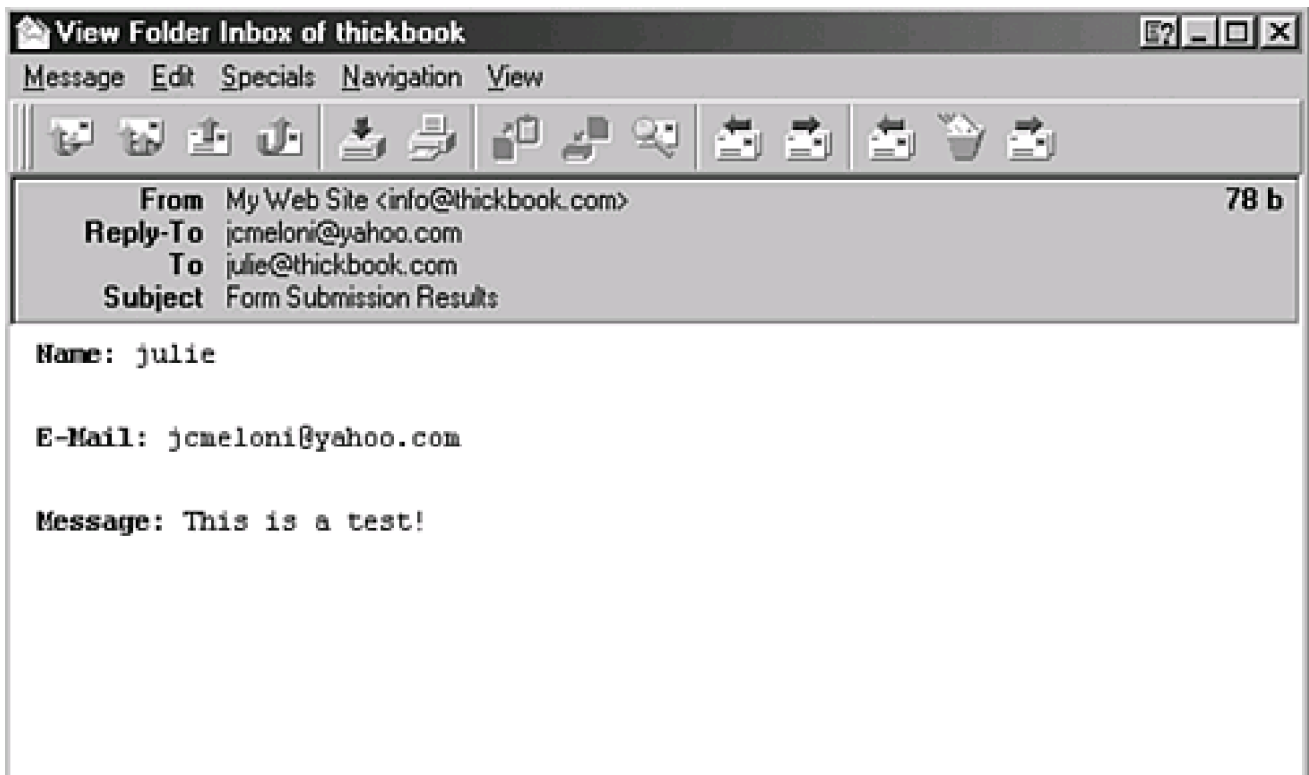 View Folder Inbox of thickbook
Message Edit Specials Navigation View
From My Web Site <info@thickbook.com> 78 b
Reply-To jcmeloni@yahoo.com
To julie@thickbook.com
Subject Form Submission Results
Name: julie
E-Mail: jcmeloni@yahoo.com
Message: This is a test!